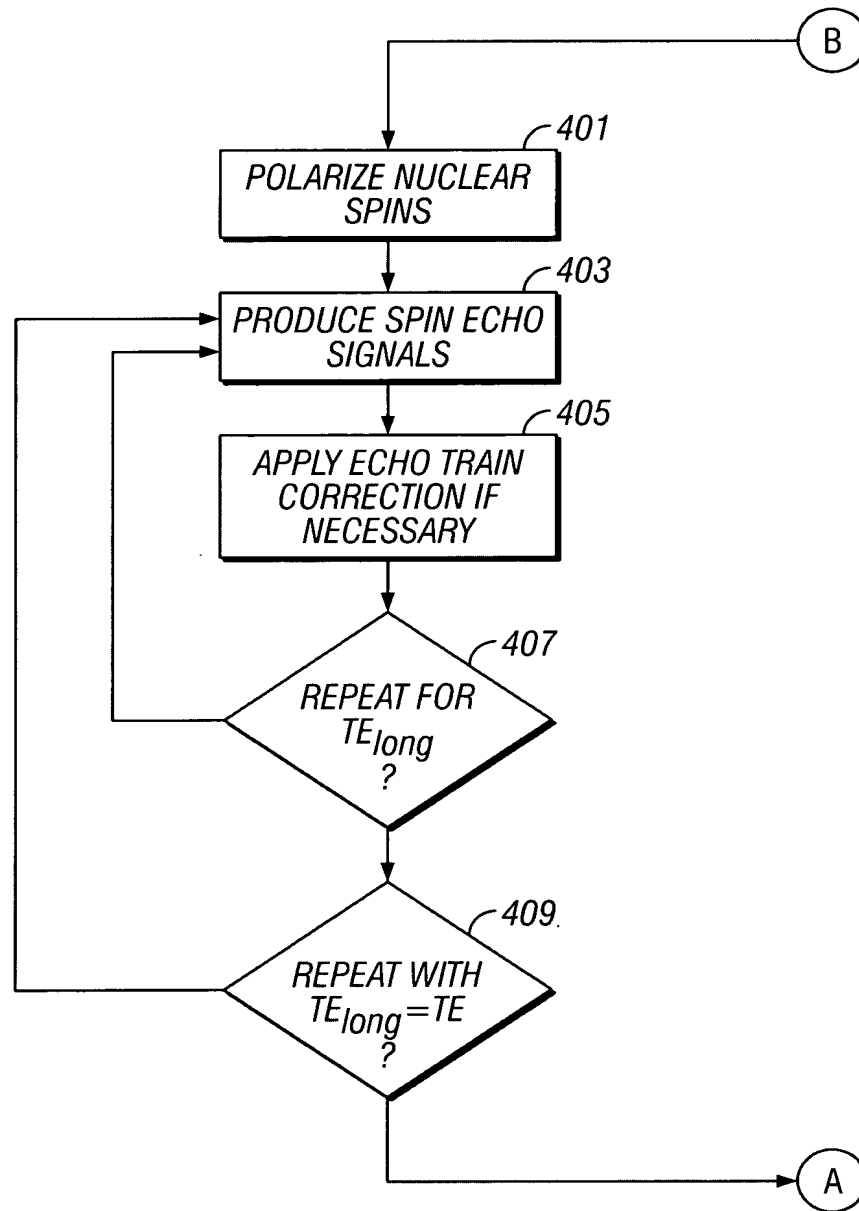 B
401
POLARIZE NUCLEAR
SPINS
403
PRODUCE SPIN ECHO
SIGNALS
405
APPLY ECHO TRAIN
CORRECTION IF
NECESSARY
407
REPEAT FOR
TElong
?
409
REPEAT WITH
TElong=TE
?
A